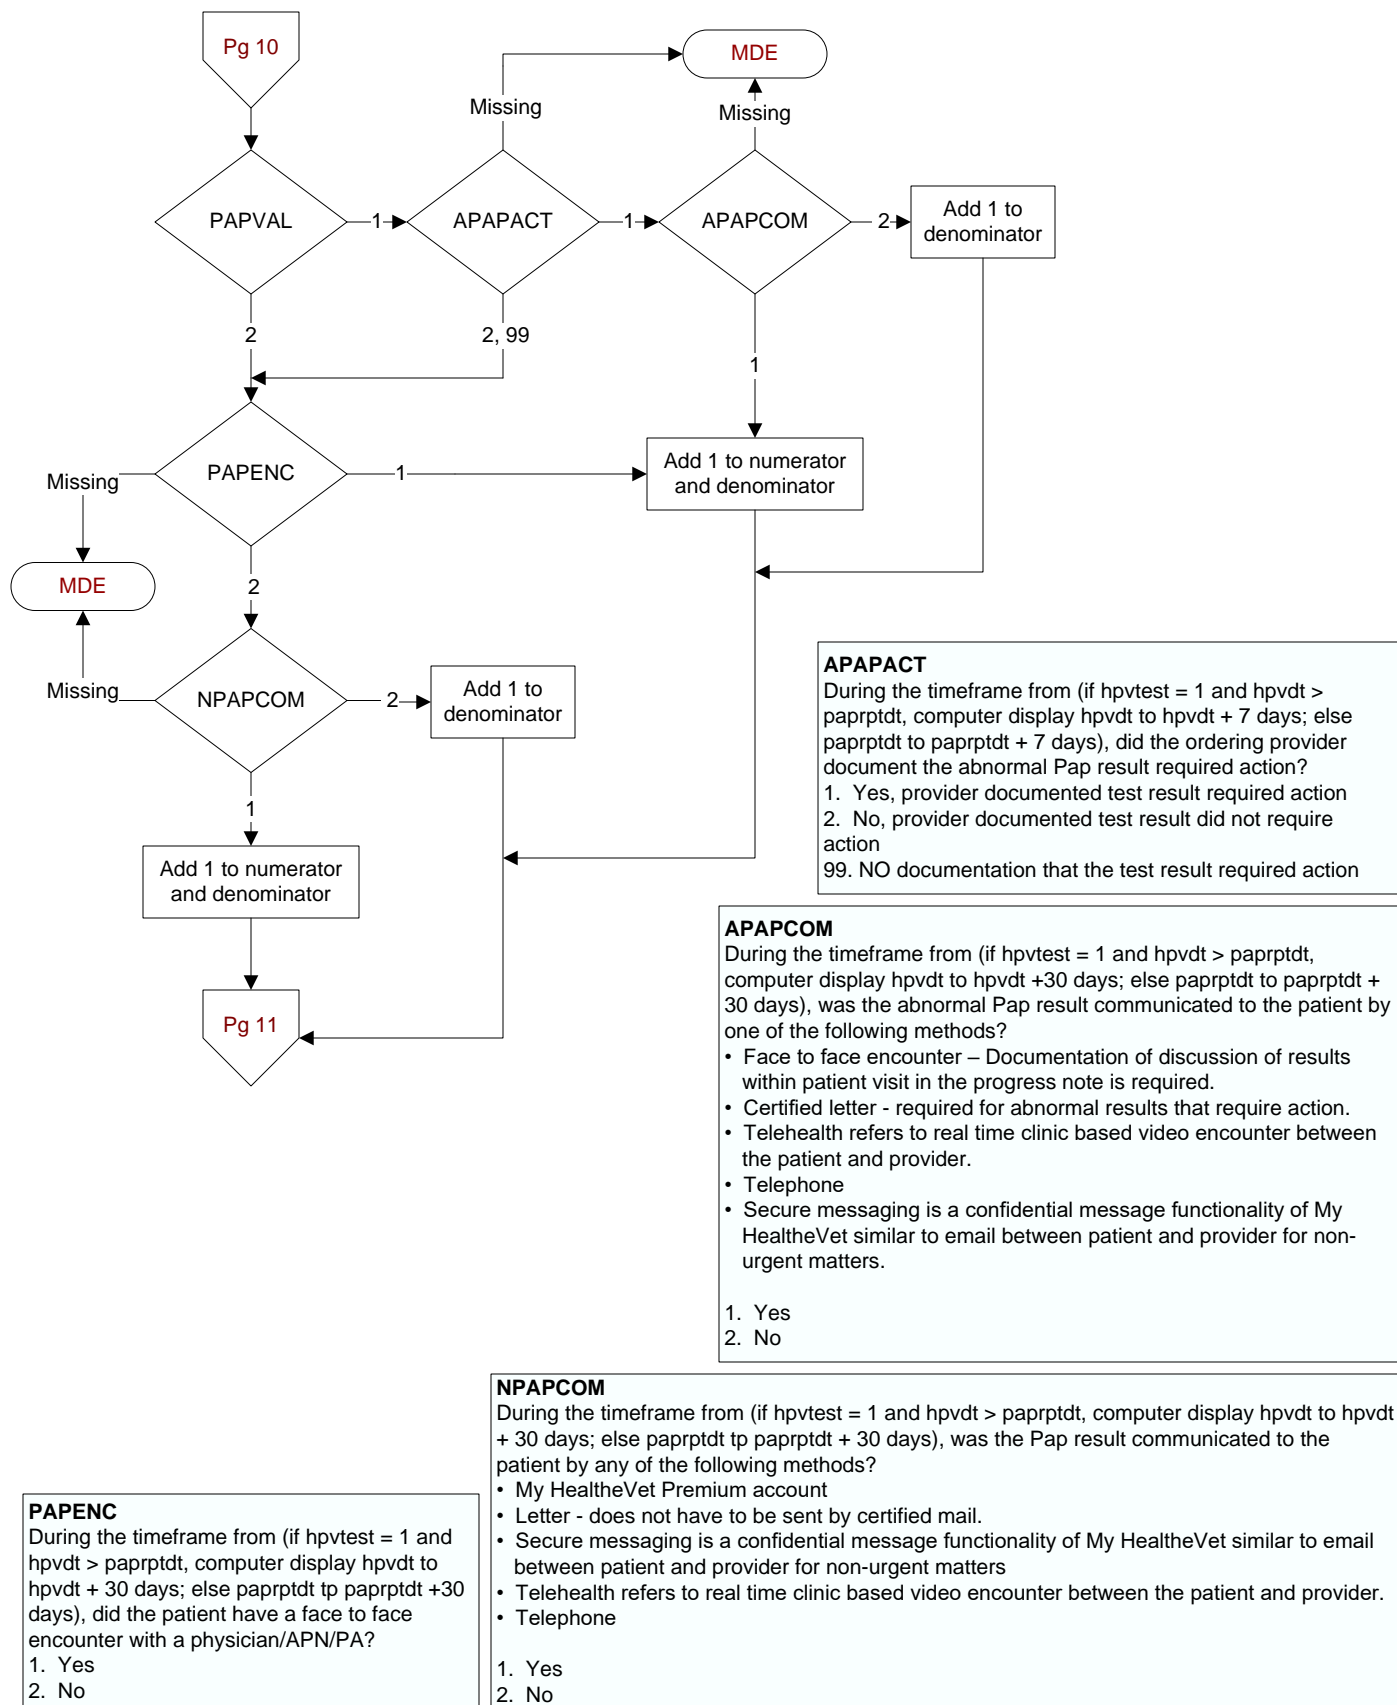 Pg 10
MDE
Missing
Missing
PAPVAL
1
APAPACT
1
APAPCOM
2
Add 1 to
denominator
2
2, 99
1
Missing
PAPENC
1
Add 1 to numerator
and denominator
MDE
2
Missing
NPAPCOM
2
Add 1 to
denominator
1
Add 1 to numerator
and denominator
Pg 11
APAPACT
During the timeframe from (if hpvtest = 1 and hpvdt >
paprptdt, computer display hpvdt to hpvdt + 7 days; else
paprptdt to paprptdt + 7 days), did the ordering provider
document the abnormal Pap result required action?
1. Yes, provider documented test result required action
2. No, provider documented test result did not require
action
99. NO documentation that the test result required action
APAPCOM
During the timeframe from (if hpvtest = 1 and hpvdt > paprptdt,
computer display hpvdt to hpvdt +30 days; else paprptdt to paprptdt +
30 days), was the abnormal Pap result communicated to the patient by
one of the following methods?
• Face to face encounter – Documentation of discussion of results
within patient visit in the progress note is required.
• Certified letter - required for abnormal results that require action.
• Telehealth refers to real time clinic based video encounter between
the patient and provider.
• Telephone
• Secure messaging is a confidential message functionality of My
HealtheVet similar to email between patient and provider for non-
urgent matters.
1. Yes
2. No
NPAPCOM
During the timeframe from (if hpvtest = 1 and hpvdt > paprptdt, computer display hpvdt to hpvdt
+ 30 days; else paprptdt tp paprptdt + 30 days), was the Pap result communicated to the
patient by any of the following methods?
• My HealtheVet Premium account
• Letter - does not have to be sent by certified mail.
• Secure messaging is a confidential message functionality of My HealtheVet similar to email
between patient and provider for non-urgent matters
• Telehealth refers to real time clinic based video encounter between the patient and provider.
• Telephone
1. Yes
2. No
PAPENC
During the timeframe from (if hpvtest = 1 and
hpvdt > paprptdt, computer display hpvdt to
hpvdt + 30 days; else paprptdt tp paprptdt +30
days), did the patient have a face to face
encounter with a physician/APN/PA?
1. Yes
2. No